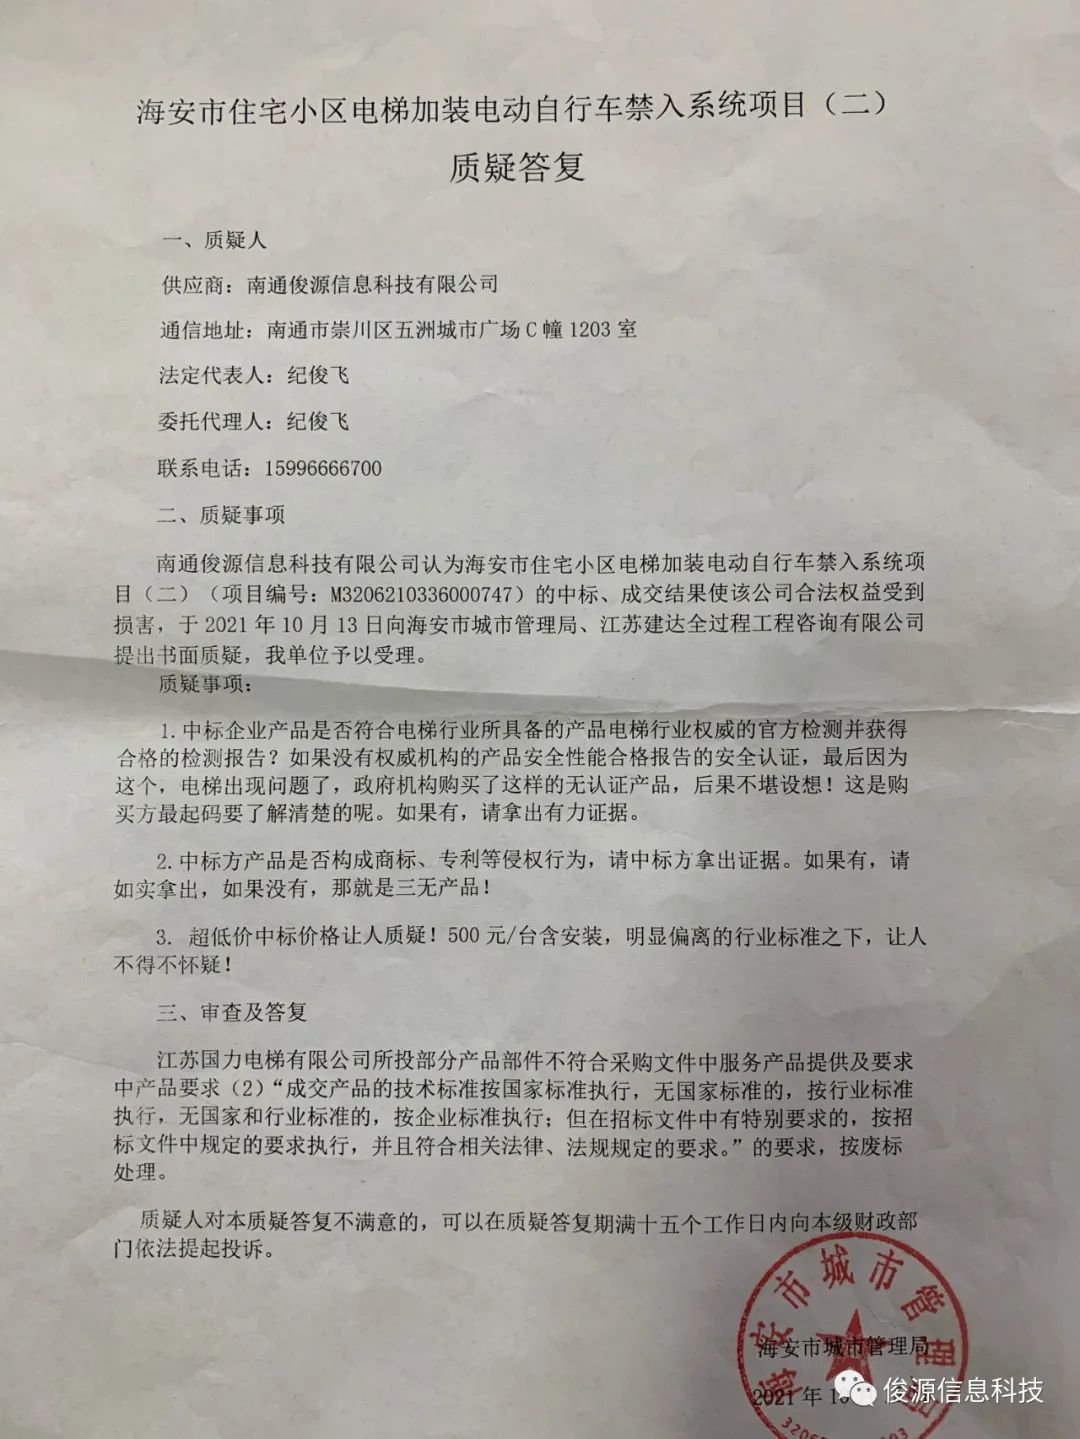 海安市住宅小区电梯加装电动自行车禁入系统项目（二）
质疑答复
一、质疑人
供应商：南通俊源信息科技有限公司
通信地址：南通市崇川区五洲城市广场C幢1203室
法定代表人：纪俊飞
委托代理人：纪俊飞
联系电话：15996666700
二、质疑事项
南通俊源信息科技有限公司认为海安市住宅小区电梯加装电动自行车禁入系统项
目（二）（项目编号：M3206210336000747）的中标、成交结果使该公司合法权益受到
损害，于2021年10月13日向海安市城市管理局、江苏建达全过程工程咨询有限公司
提出书面质疑，我单位予以受理。
质疑事项：
1.中标企业产品是否符合电梯行业所具备的产品电梯行业权威的官方检测并获得
合格的检测报告？如果没有权威机构的产品安全性能合格报告的安全认证，最后因为
这个，电梯出现问题了，政府机构购买了这样的无认证产品，后果不堪设想！这是购
买方最起码要了解清楚的呢。如果有，请拿出有力证据。
2.中标方产品是否构成商标、专利等侵权行为，请中标方拿出证据。如果有，请
如实拿出，如果没有，那就是三无产品！
3. 超低价中标价格让人质疑！500元/台含安装，明显偏离的行业标准之下，让人
不得不怀疑！
三、审查及答复
江苏国力电梯有限公司所投部分产品部件不符合采购文件中服务产品提供及要求
中产品要求（2）“成交产品的技术标准按国家标准执行，无国家标准的，按行业标准
执行，无国家和行业标准的，按企业标准执行；但在招标文件中有特别要求的，按招
标文件中规定的要求执行，并且符合相关法律、法规规定的要求。”的要求，按废标
处理。
质疑人对本质疑答复不满意的，可以在质疑答复期满十五个工作日内向本级财政部
门依法提起投诉。
海安市城市管理局
海安市城市管理局
2021年10
俊源信息科技